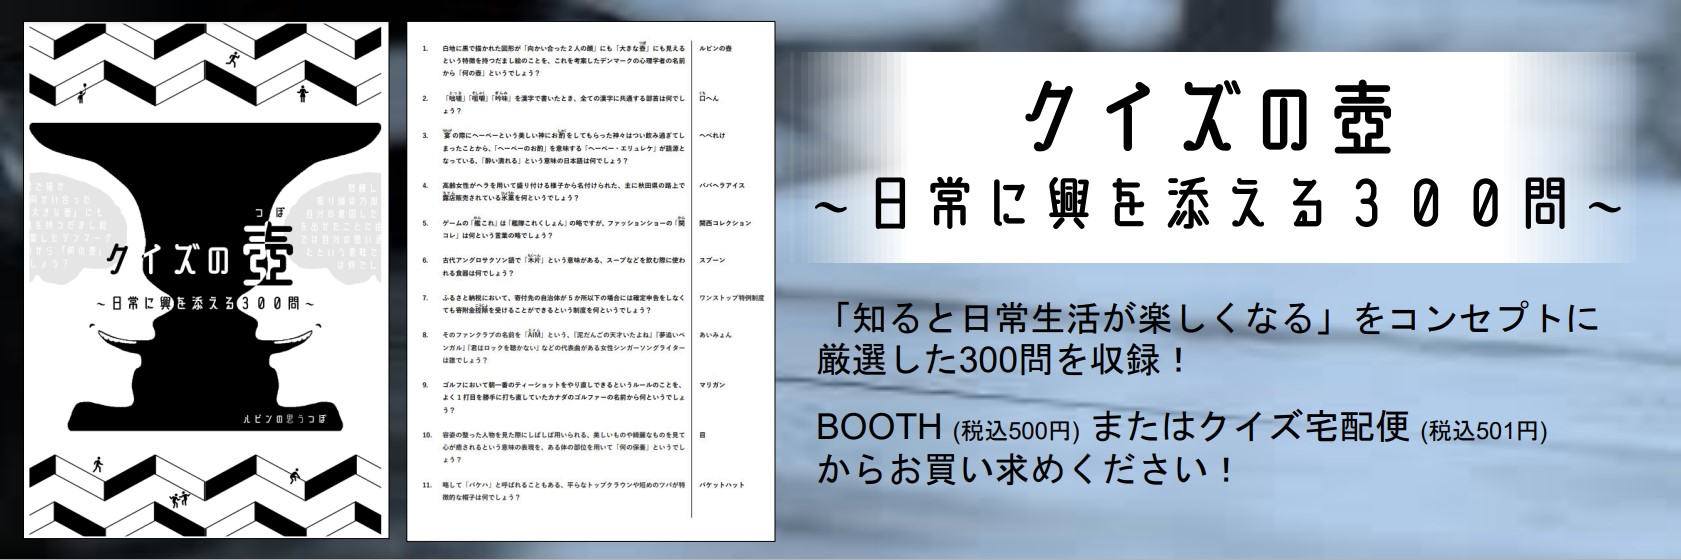 つぼ
クイズの壺
～日常に興を添える300問～
ルビンの思うつぼ
1. 白地に黒で描かれた図形が「向かい合った2人の顔」にも「大きな壺」にも見える
という特徴を持つだまし絵のことを、これを考案したデンマークの心理学者の名前
から「何の壺」というでしょう？
ルビンの壺
2. 「咄嗟」「咀嚼」「吟味」を漢字で書いたとき、全ての漢字に共通する部首は何でし
ょう？
口へん
3. 宴の際にヘーベーという美しい神にお酌をしてもらった神々はつい飲み過ぎてし
まったことから、「ヘーベーのお酌」を意味する「ヘーベー・エリュレケ」が語源と
なっている、「酔い潰れる」という意味の日本語は何でしょう？
へべれけ
4. 高齢女性がヘラを用いて盛り付ける様子から名付けられた、主に秋田県の路上で
露店販売されている氷菓を何というでしょう？
ババヘラアイス
5. ゲームの「艦これ」は「艦隊これくしょん」の略ですが、ファッションショーの「関
コレ」は何という言葉の略でしょう？
関西コレクション
6. 古代アングロサクソン語で「木片」という意味がある、スープなどを飲む際に使わ
れる食器は何でしょう？
スプーン
7. ふるさと納税において、寄付先の自治体が5か所以下の場合には確定申告をしなく
ても寄附金控除を受けることができるという制度を何というでしょう？
ワンストップ特例制度
8. そのファンクラブの名前を「AIM」という、『泥だんごの天才いたよね』『夢追いベ
ンガル』『君はロックを聴かない』などの代表曲がある女性シンガーソングライター
は誰でしょう？
あいみょん
9. ゴルフにおいて朝一番のティーショットをやり直しできるというルールのことを、
よく1打目を勝手に打ち直していたカナダのゴルファーの名前から何というでしょ
う？
マリガン
10. 容姿の整った人物を見た際にしばしば用いられる、美しいものや綺麗なものを見て
心が癒されるという意味の表現を、ある体の部位を用いて「何の保養」というでし
ょう？
目
11. 略して「バケハ」と呼ばれることもある、平らなトップクラウンや短めのツバが特
徴的な帽子は何でしょう？
バケットハット
クイズの壺
～日常に興を添える300問～
「知ると日常生活が楽しくなる」をコンセプトに
厳選した300問を収録！
BOOTH (税込500円) またはクイズ宅配便 (税込501円)
からお買い求めください！